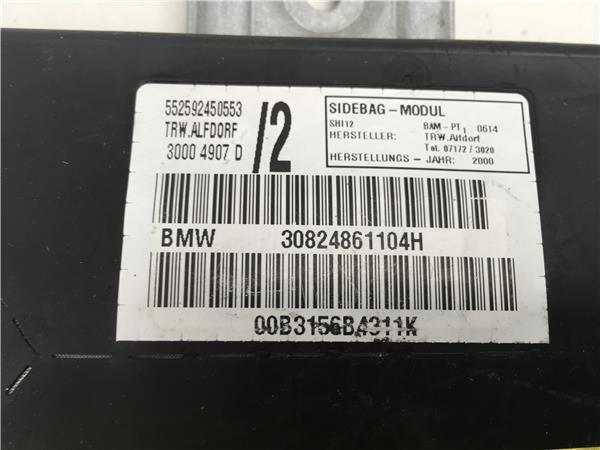 552592450553
TRW.ALFDORF
3000 4907 D
/2
SIDEBAG-MODUL
SHI12 BAM-PT1 0614
HERSTELLER: TRW.Alfdorf
Tel. 07172/3020
HERSTELLUNGS-JAHR: 2000
BMW 30824861104H
00B3156BA311K